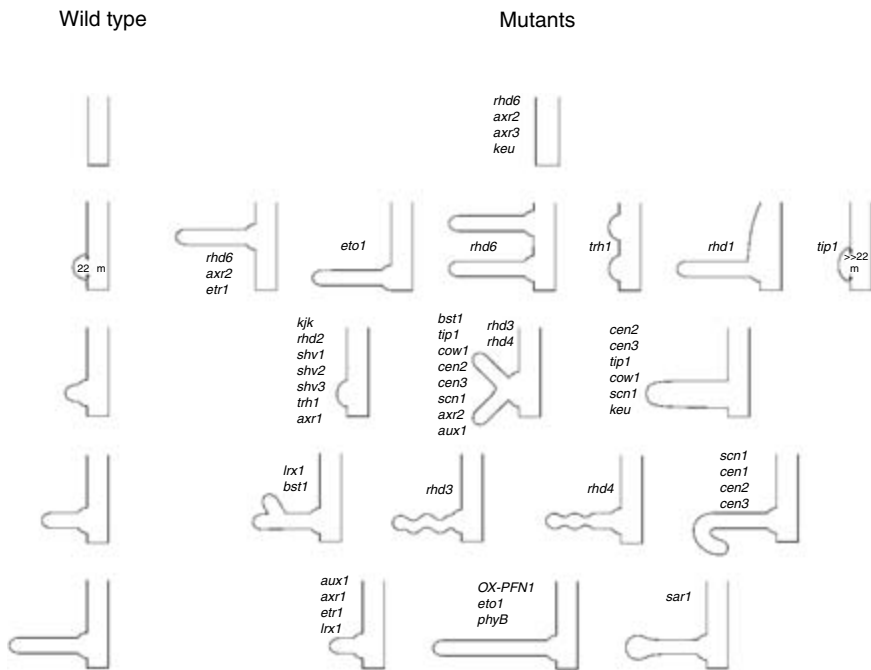 Wild type
Mutants
rhd6
axr2
axr3
keu
22 m
rhd6
axr2
etr1
eto1
rhd6
trh1
rhd1
tip1
>>22
m
kjk
rhd2
shv1
shv2
shv3
trh1
axr1
bst1
tip1
cow1
cen2
cen3
scn1
axr2
aux1
rhd3
rhd4
cen2
cen3
tip1
cow1
scn1
keu
lrx1
bst1
rhd3
rhd4
scn1
cen1
cen2
cen3
aux1
axr1
etr1
lrx1
OX-PFN1
eto1
phyB
sar1